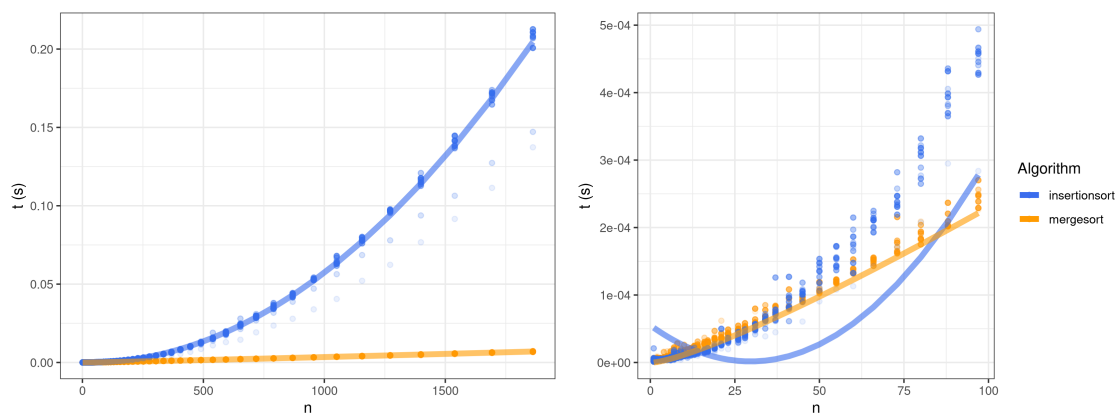 0.20
0.15
0.10
0.05
0.00
t (s)
0
500
1000
1500
n
5e-04
4e-04
3e-04
2e-04
1e-04
0e+00
t (s)
0
25
50
75
100
n
Algorithm
insertionsort
mergesort